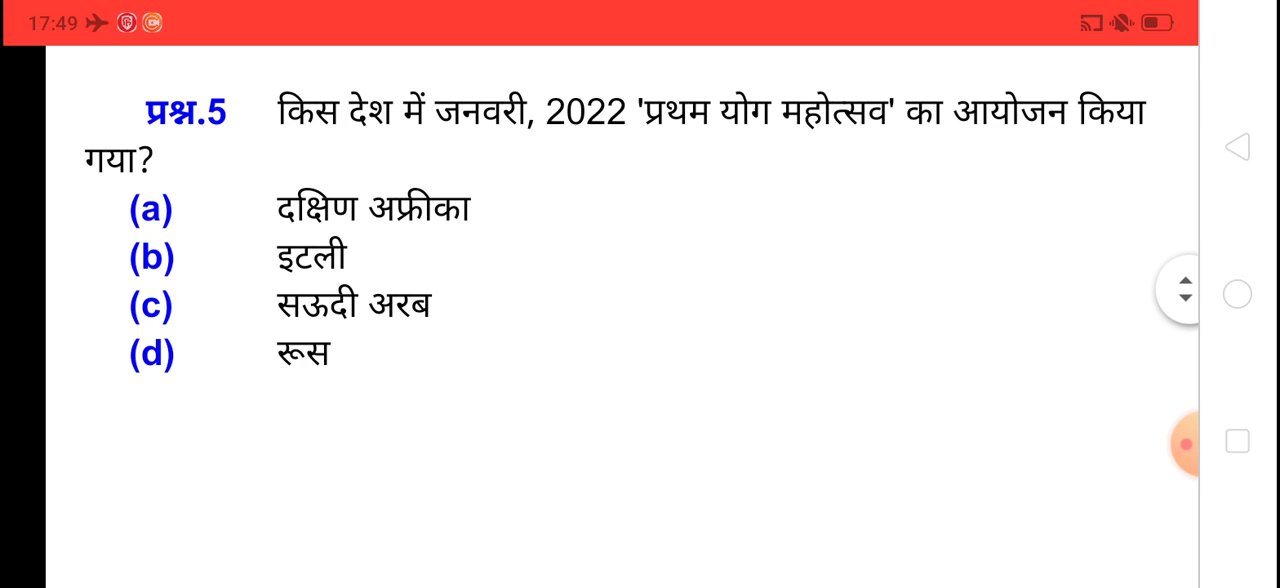 17:49
प्रश्न.5 किस देश में जनवरी, 2022 'प्रथम योग महोत्सव' का आयोजन किया
गया?
(a) दक्षिण अफ्रीका
(b) इटली
(c) सऊदी अरब
(d) रूस